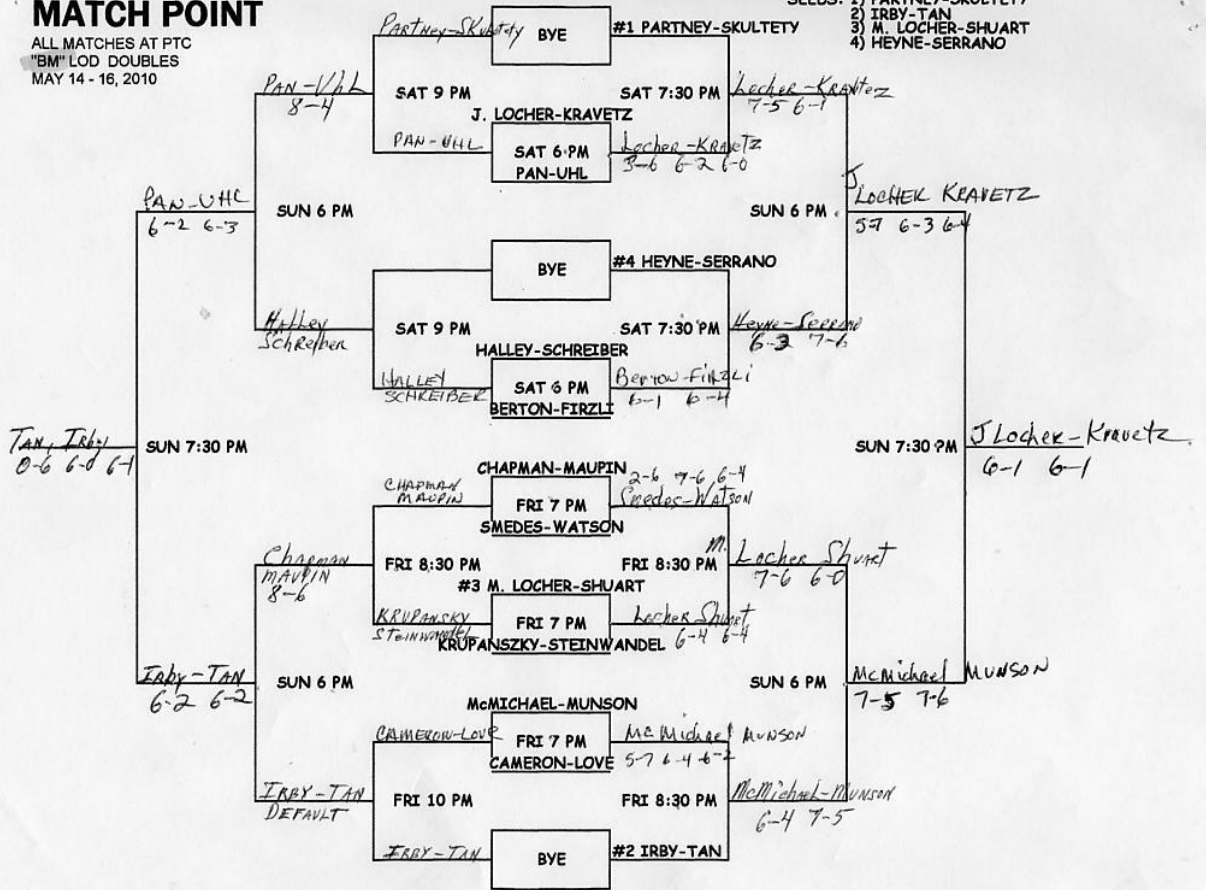 MATCH POINT
ALL MATCHES AT PTC
"BM" LOD DOUBLES
MAY 14 - 16, 2010
SEEDS: 1) PARTNEY-SKULTETY
2) IRBY-TAN
3) M. LOCHER-SHUART
4) HEYNE-SERRANO
Partney-Skultety BYE #1 PARTNEY-SKULTETY
PAN-UHL SAT 9 PM SAT 7:30 PM Locher-Kravtez
8-4 7-5 6-1
J. LOCHER-KRAVETZ
PAN-UHL SAT 6 PM Locher-Kravetz
PAN-UHL 3-6 6-2 6-0
PAN-UHL SUN 6 PM SUN 6 PM J LOCHER KRAVETZ
6-2 6-3 5-7 6-3 6-4
BYE #4 HEYNE-SERRANO
Halley SAT 9 PM SAT 7:30 PM Heyne-Serrano
Schreiber 6-3 7-6
HALLEY-SCHREIBER
HALLEY SAT 6 PM Berton-Firzli
SCHREIBER BERTON-FIRZLI 6-1 6-4
Tan, Irby SUN 7:30 PM SUN 7:30 PM J Locher-Kravetz
0-6 6-0 6-1 6-1 6-1
CHAPMAN-MAUPIN 2-6 7-6 6-4
CHAPMAN MAUPIN FRI 7 PM Smedes-Watson
SMEDES-WATSON
Chapman FRI 8:30 PM FRI 8:30 PM M. Locher Shuart
MAUPIN 7-6 6-0
8-6
#3 M. LOCHER-SHUART
KRUPANSKY FRI 7 PM Locher Shuart
STEINWANDEL KRUPANSZKY-STEINWANDEL 6-4 6-4
Irby-Tan SUN 6 PM SUN 6 PM McMichael MUNSON
6-2 6-2 7-5 7-6
McMICHAEL-MUNSON
CAMERON-LOVE FRI 7 PM McMichael MUNSON
CAMERON-LOVE 5-7 6-4 6-2
IRBY-TAN FRI 10 PM FRI 8:30 PM McMichael-Munson
DEFAULT 6-4 7-5
IRBY-TAN BYE #2 IRBY-TAN